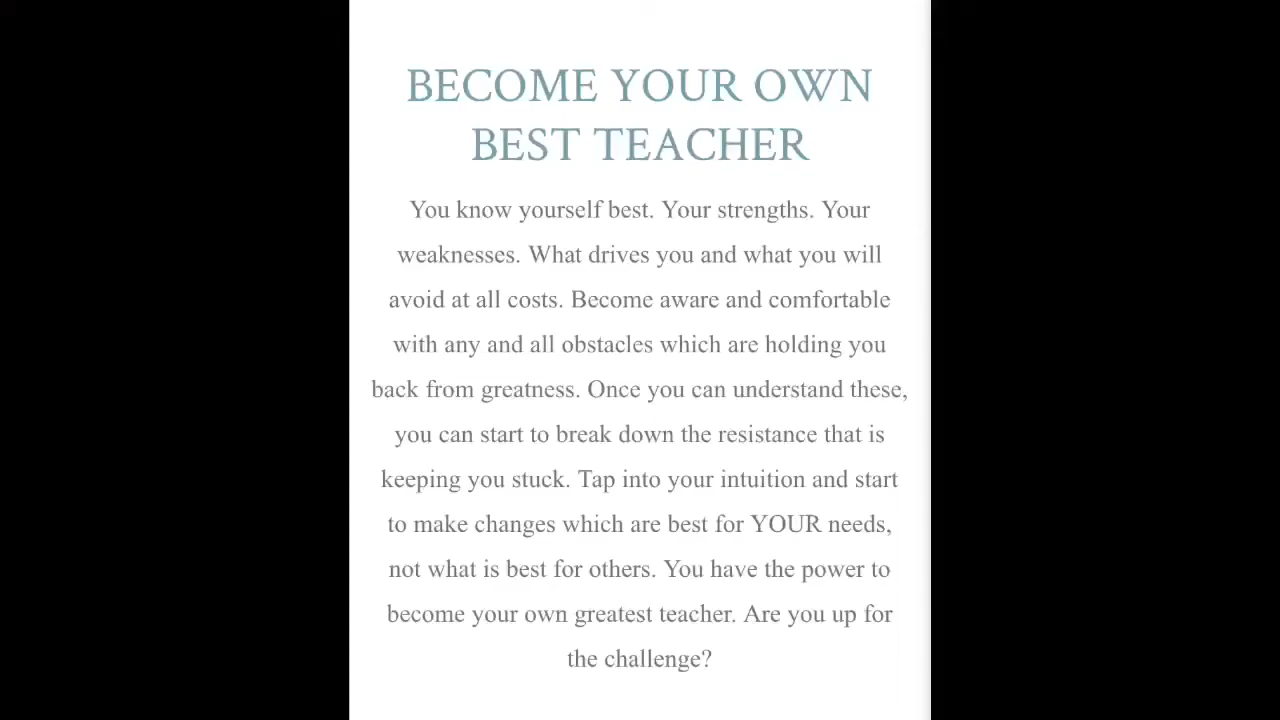 BECOME YOUR OWN
BEST TEACHER
You know yourself best. Your strengths. Your
weaknesses. What drives you and what you will
avoid at all costs. Become aware and comfortable
with any and all obstacles which are holding you
back from greatness. Once you can understand these,
you can start to break down the resistance that is
keeping you stuck. Tap into your intuition and start
to make changes which are best for YOUR needs,
not what is best for others. You have the power to
become your own greatest teacher. Are you up for
the challenge?